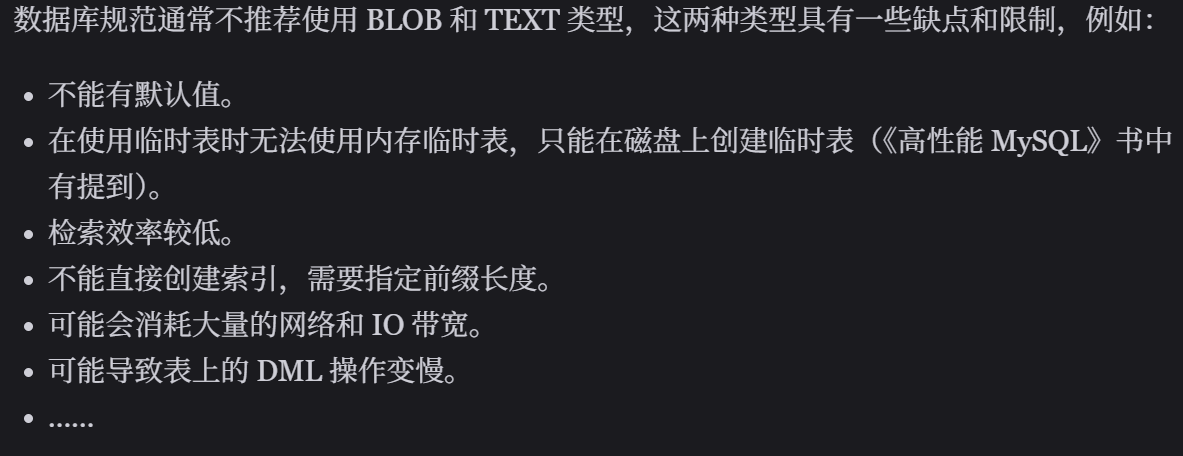 数据库规范通常不推荐使用 BLOB 和 TEXT 类型，这两种类型具有一些缺点和限制，例如：
• 不能有默认值。
• 在使用临时表时无法使用内存临时表，只能在磁盘上创建临时表（《高性能 MySQL》书中
有提到）。
• 检索效率较低。
• 不能直接创建索引，需要指定前缀长度。
• 可能会消耗大量的网络和 IO 带宽。
• 可能导致表上的 DML 操作变慢。
• ……